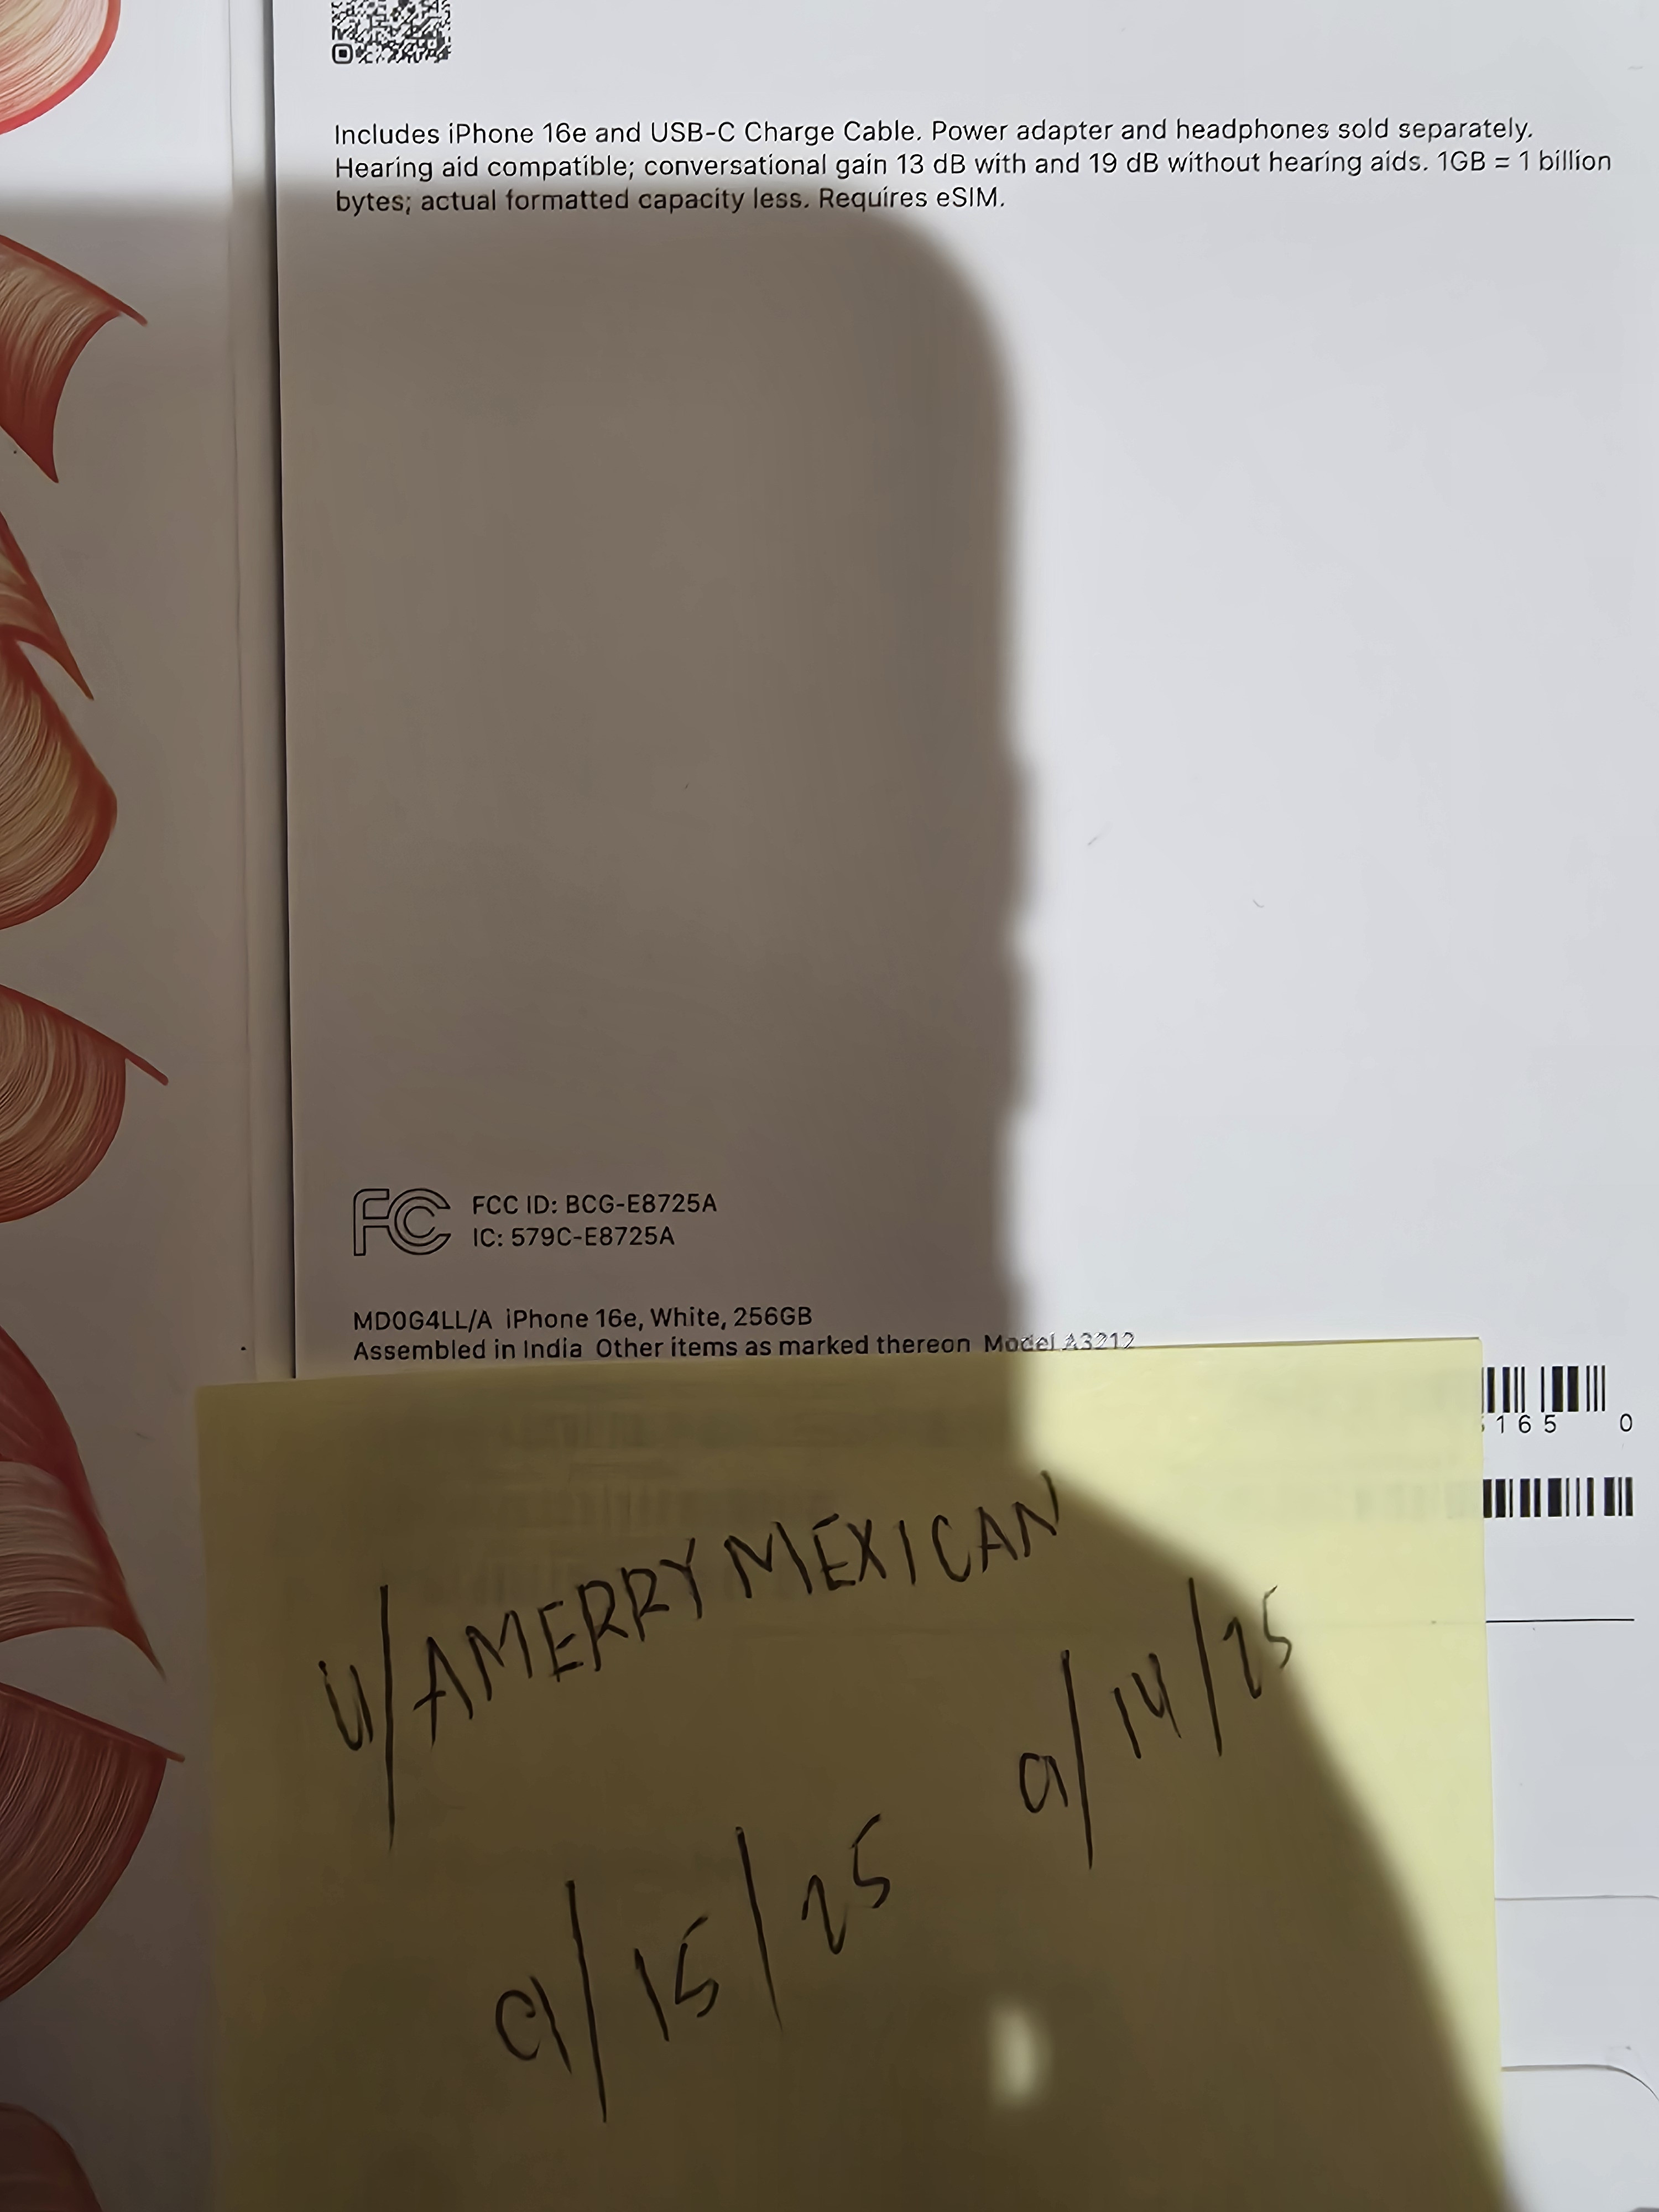 Includes iPhone 16e and USB-C Charge Cable. Power adapter and headphones sold separately.
Hearing aid compatible; conversational gain 13 dB with and 19 dB without hearing aids. 1GB = 1 billion
bytes; actual formatted capacity less. Requires eSIM.
FC FCC ID: BCG-E8725A
IC: 579C-E8725A
MD0G4LL/A iPhone 16e, White, 256GB
Assembled in India Other items as marked thereon Model A3212
165 0
u/AMERRYMEXICAN
9/14/25
9/15/25